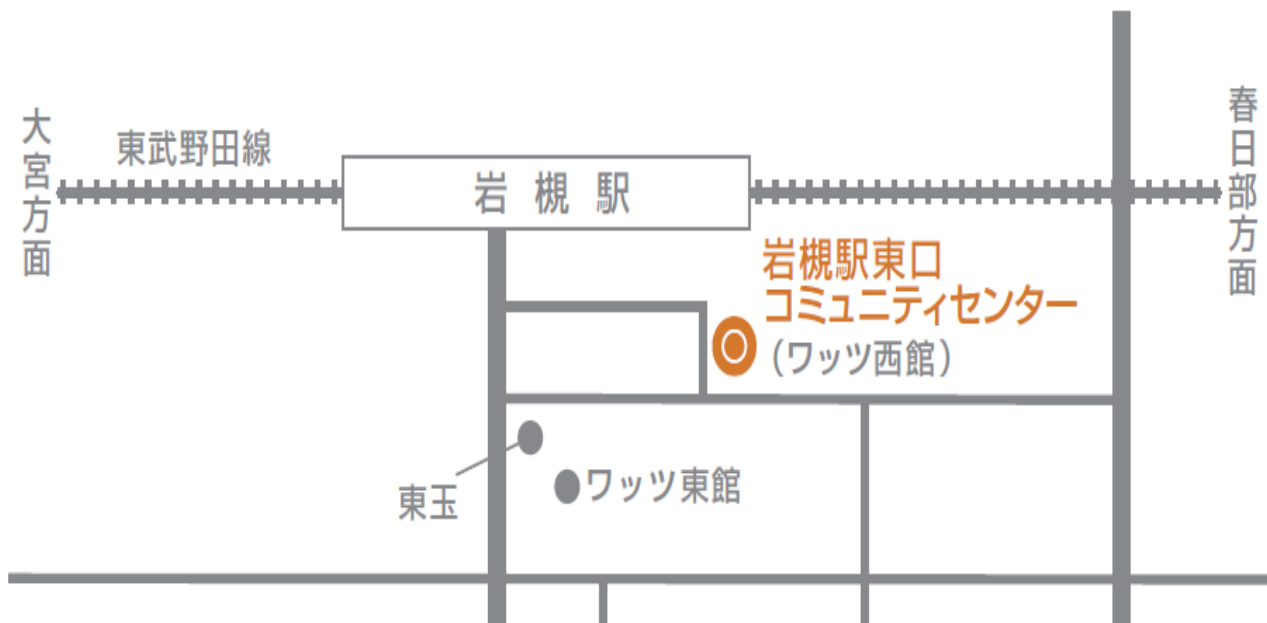 大宮方面
東武野田線
岩槻駅
春日部方面
岩槻駅東口
コミュニティセンター
（ワッツ西館）
東玉
ワッツ東館